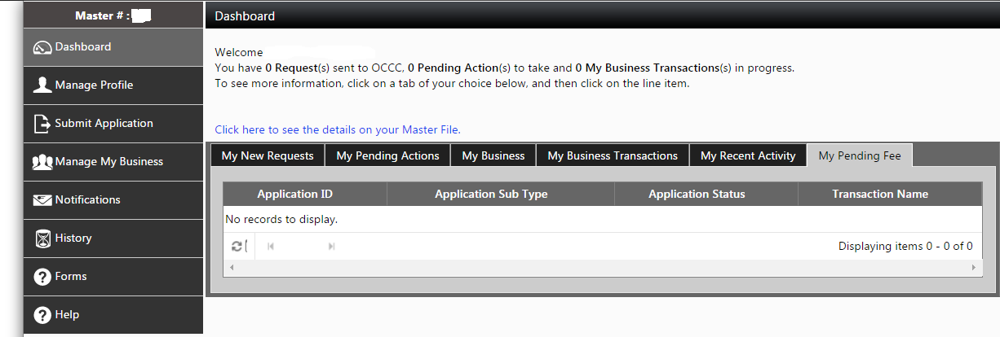 Master # :
Dashboard
Manage Profile
Submit Application
Manage My Business
Notifications
History
Forms
Help
Dashboard
Welcome
You have 0 Request(s) sent to OCCC, 0 Pending Action(s) to take and 0 My Business Transactions(s) in progress.
To see more information, click on a tab of your choice below, and then click on the line item.
Click here to see the details on your Master File.
My New Requests My Pending Actions My Business My Business Transactions My Recent Activity My Pending Fee
Application ID Application Sub Type Application Status Transaction Name
No records to display.
Displaying items 0 - 0 of 0